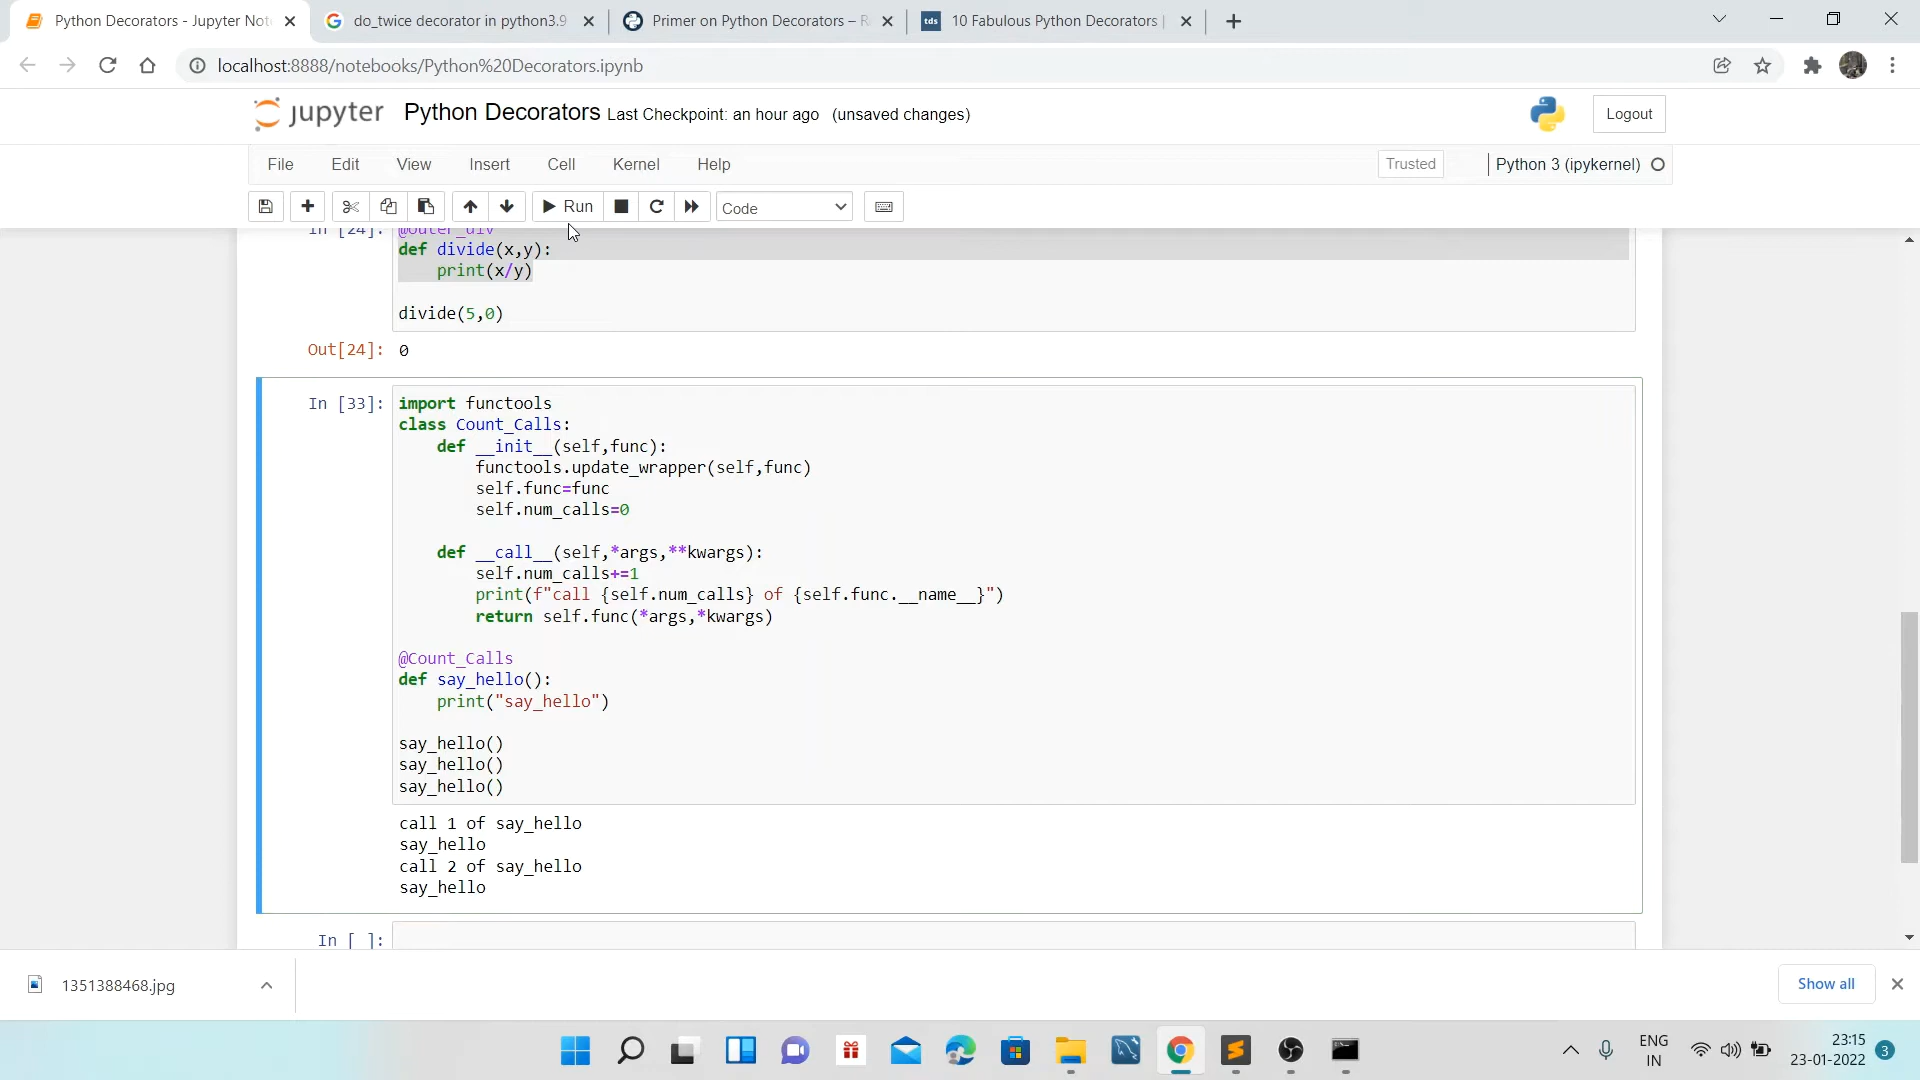 Python Decorators - Jupyter Not
do_twice decorator in python3.9
Primer on Python Decorators – R
tds 10 Fabulous Python Decorators |
localhost:8888/notebooks/Python%20Decorators.ipynb
jupyter Python Decorators Last Checkpoint: an hour ago (unsaved changes)
Logout
File Edit View Insert Cell Kernel Help
Trusted
Python 3 (ipykernel)
Run
Code
In [24]: @outer_div
def divide(x,y):
    print(x/y)
divide(5,0)
Out[24]: 0
In [33]: import functools
class Count_Calls:
    def __init__(self,func):
        functools.update_wrapper(self,func)
        self.func=func
        self.num_calls=0
    def __call__(self,*args,**kwargs):
        self.num_calls+=1
        print(f"call {self.num_calls} of {self.func.__name__}")
        return self.func(*args,*kwargs)
@Count_Calls
def say_hello():
    print("say_hello")
say_hello()
say_hello()
say_hello()
call 1 of say_hello
say_hello
call 2 of say_hello
say_hello
In [ ]:
1351388468.jpg
Show all
ENG
IN
23:15
23-01-2022
3